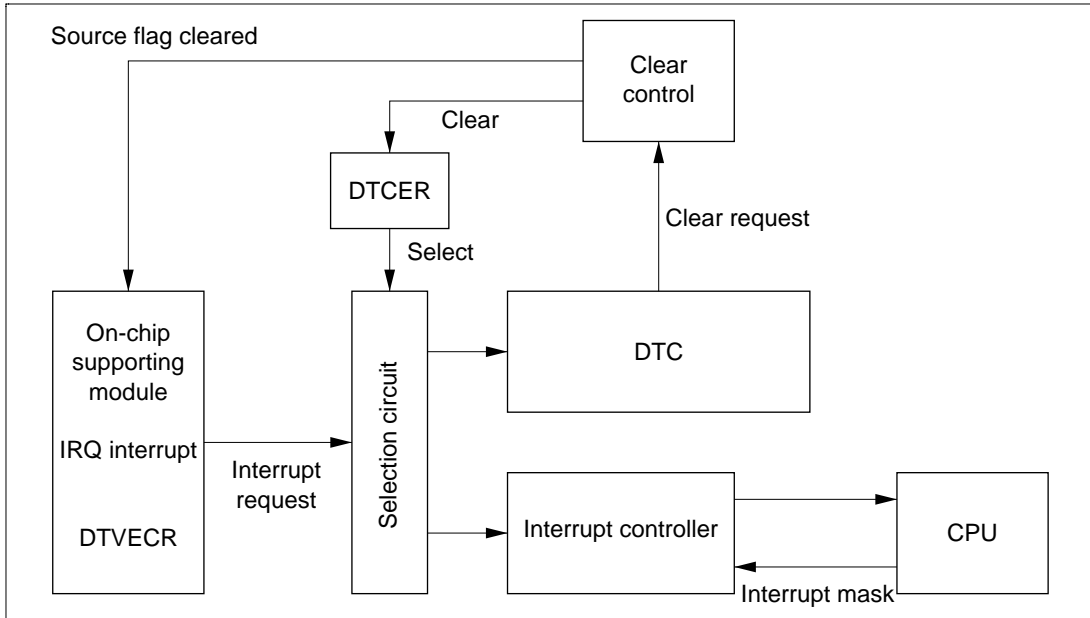 Source flag cleared
Clear
control
Clear
DTCER
Clear request
Select
On-chip
supporting
module
IRQ interrupt
DTVECR
Interrupt
request
Selection circuit
DTC
Interrupt controller
CPU
Interrupt mask